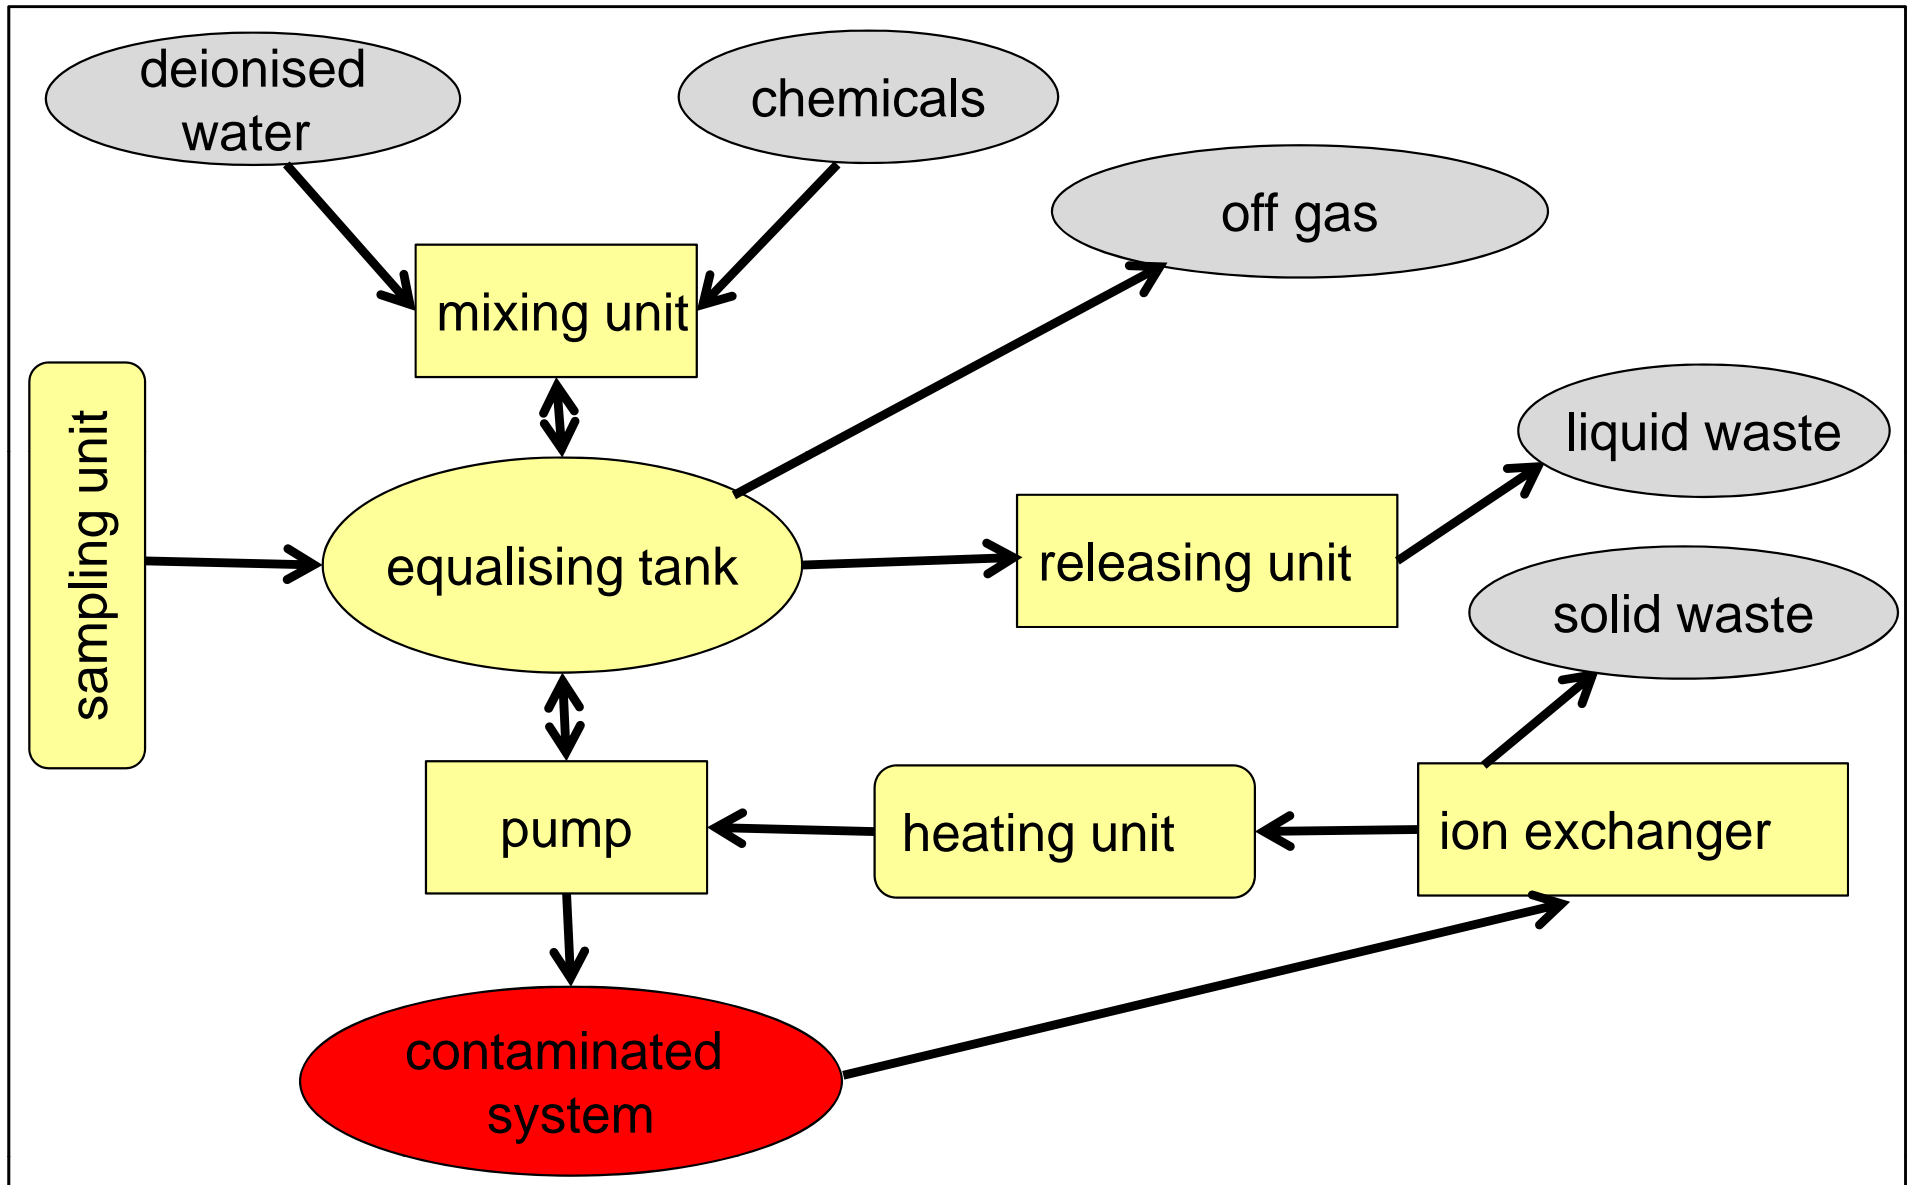 deionised
water
chemicals
off gas
mixing unit
liquid waste
sampling unit
equalising tank
releasing unit
solid waste
pump
heating unit
ion exchanger
contaminated
system